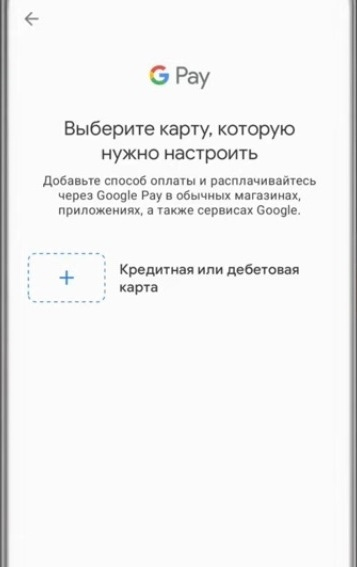 G Pay
Выберите карту, которую
нужно настроить
Добавьте способ оплаты и расплачивайтесь
через Google Pay в обычных магазинах,
приложениях, а также сервисах Google.
Кредитная или дебетовая
карта